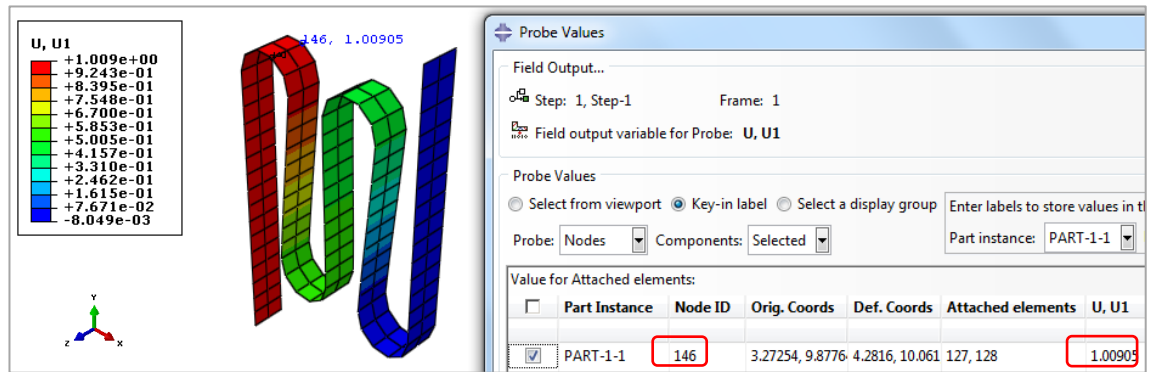 U, U1
+1.009e+00
+9.243e-01
+8.395e-01
+7.548e-01
+6.700e-01
+5.853e-01
+5.005e-01
+4.157e-01
+3.310e-01
+2.462e-01
+1.615e-01
+7.671e-02
-8.049e-03
146, 1.00905
Y
Z X
Probe Values
Field Output...
Step: 1, Step-1 Frame: 1
Field output variable for Probe: U, U1
Probe Values
Select from viewport Key-in label Select a display group Enter labels to store values in t
Probe: Nodes Components: Selected Part instance: PART-1-1
Value for Attached elements:
Part Instance Node ID Orig. Coords Def. Coords Attached elements U, U1
PART-1-1 146 3.27254, 9.8776 4.2816, 10.061 127, 128 1.00905